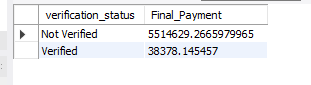 verification_status Final_Payment
Not Verified 5514629.2665979965
Verified 38378.145457